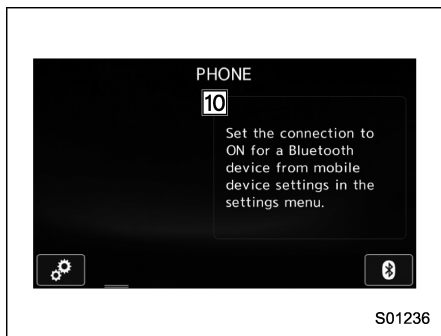 PHONE
10
Set the connection to
ON for a Bluetooth
device from mobile
device settings in the
settings menu.
S01236